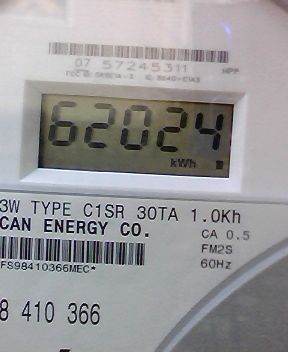 07 57245311
62024
kWh
3W TYPE C1SR 30TA 1.0Kh
CAN ENERGY CO.
CA 0.5
FM2S
60Hz
FS98410366MEC*
8 410 366